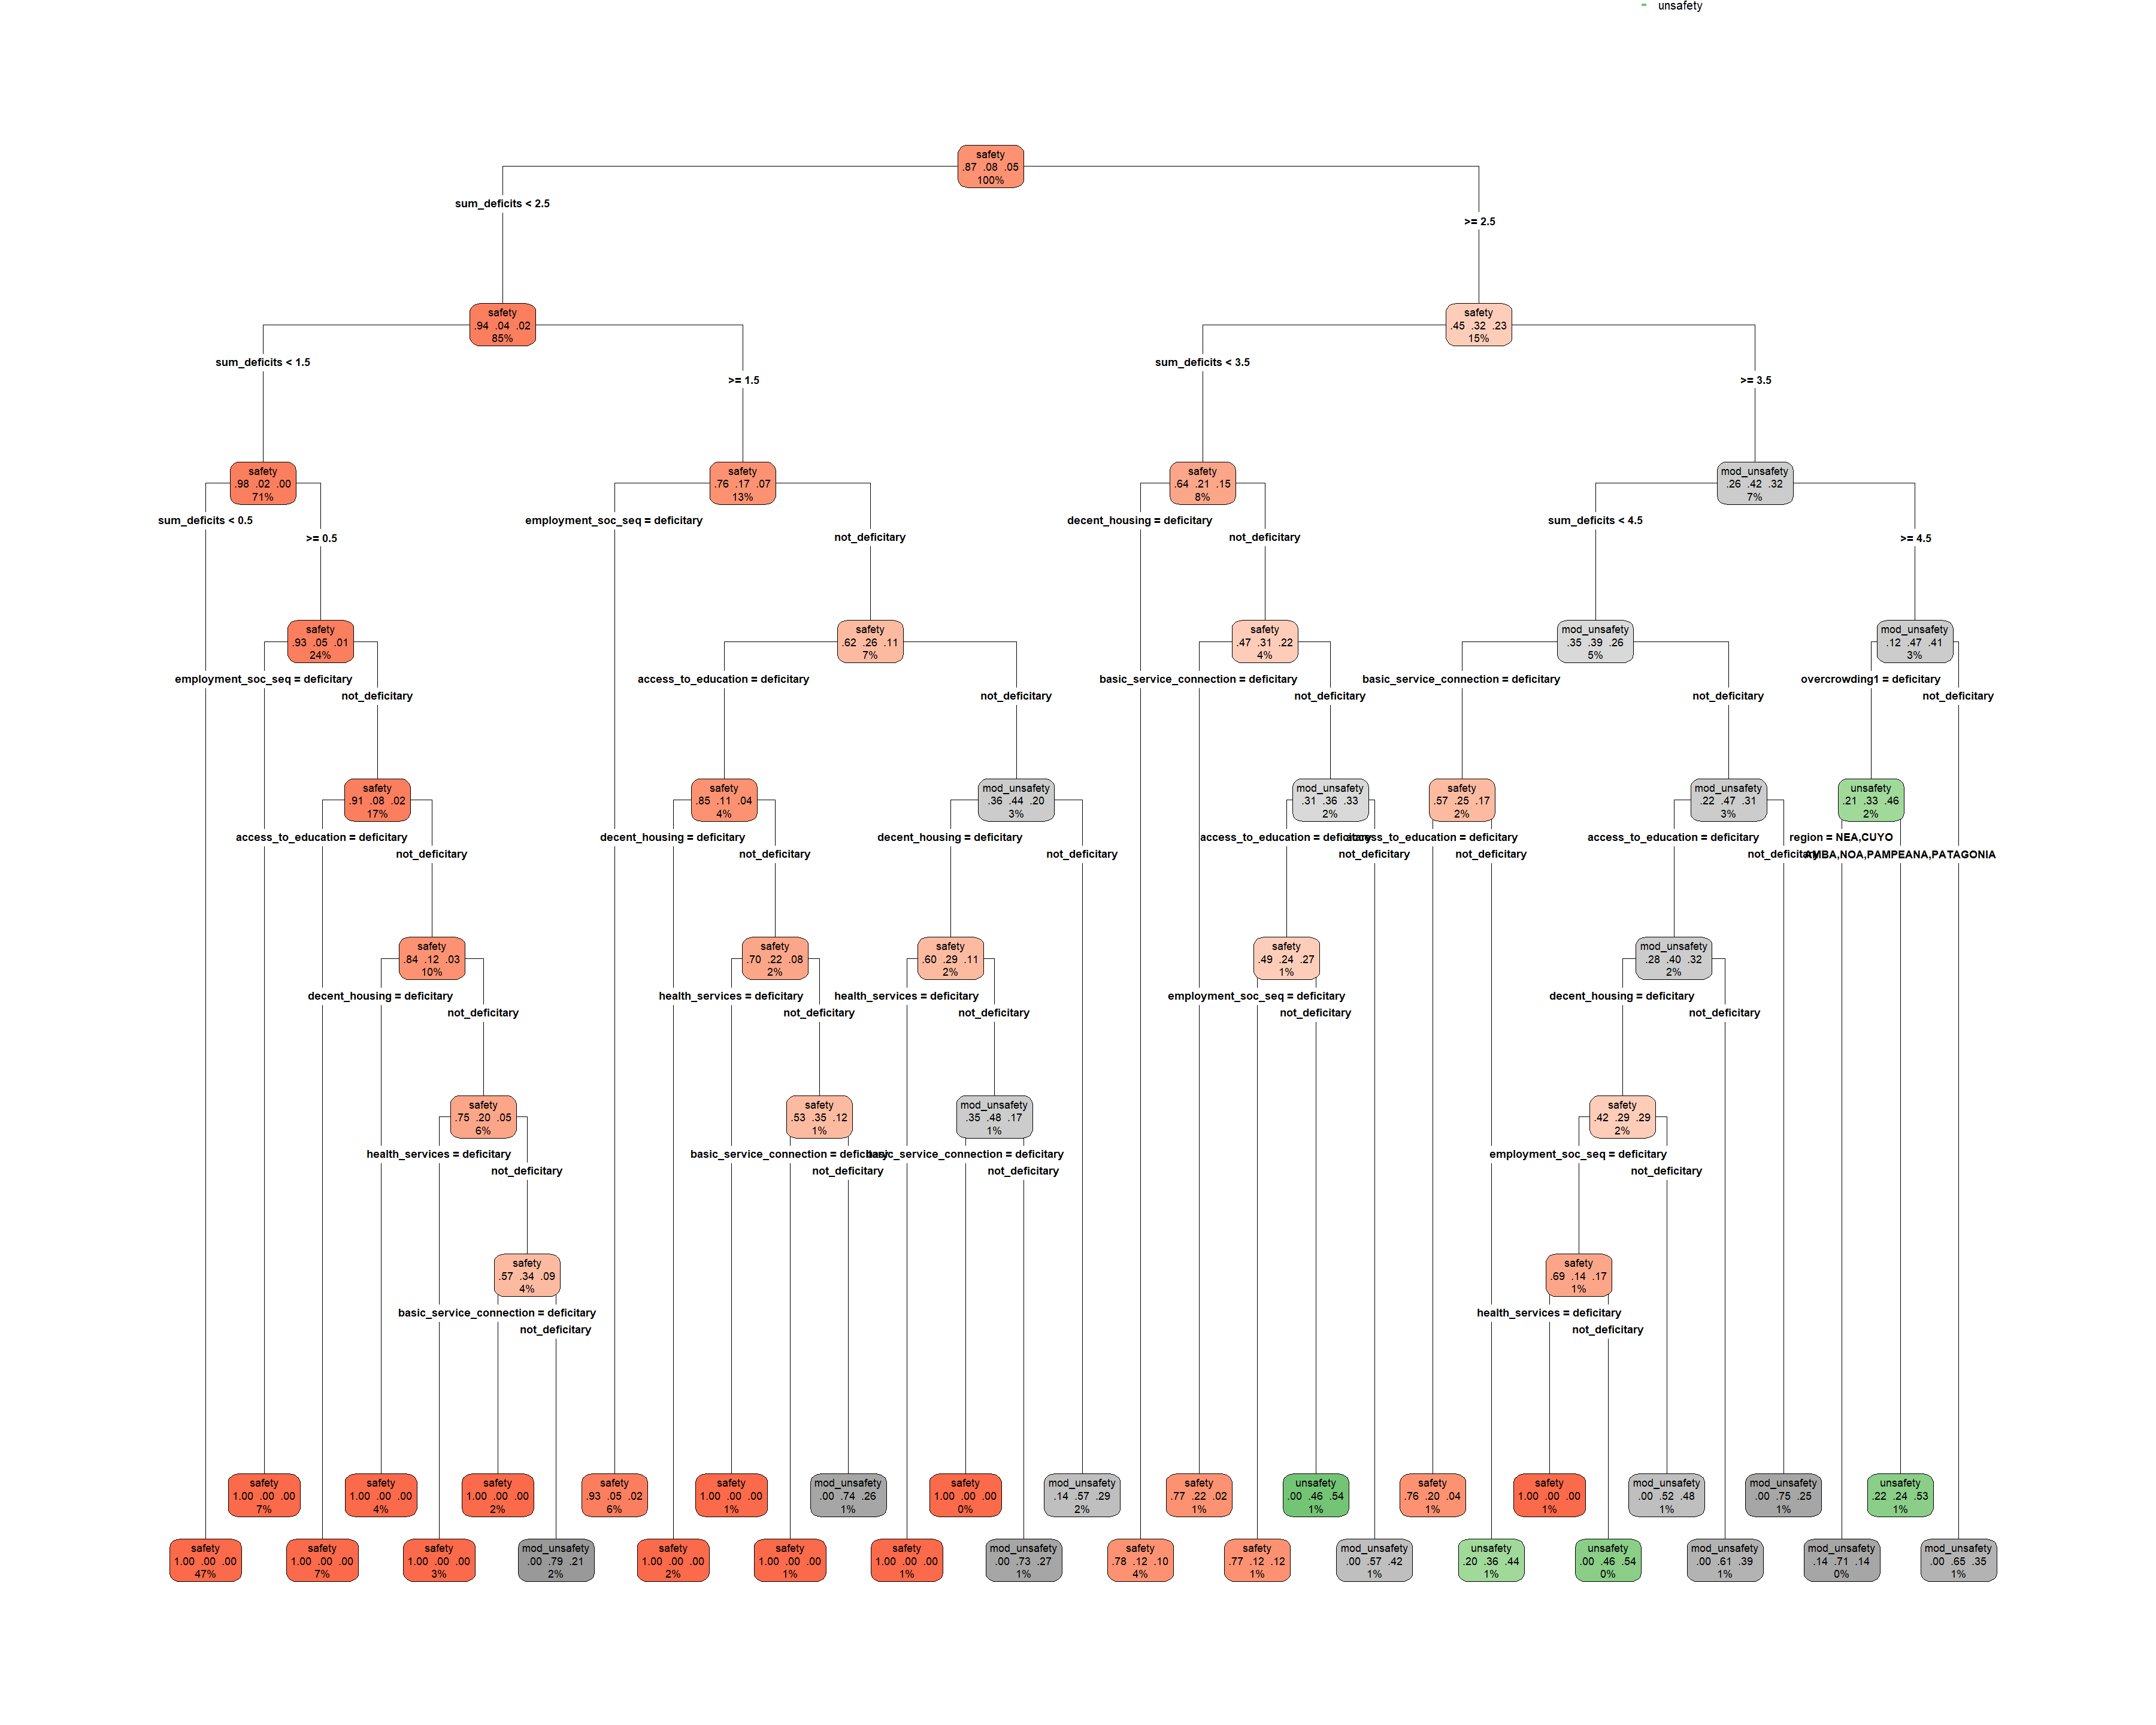 unsafety
safety
.87 .08 .05
100%
sum_deficits < 2.5
>= 2.5
safety
.94 .04 .02
85%
safety
.45 .32 .23
15%
sum_deficits < 1.5
>= 1.5
sum_deficits < 3.5
>= 3.5
safety
.98 .02 .00
71%
safety
.76 .17 .07
13%
safety
.64 .21 .15
8%
mod_unsafety
.26 .42 .32
7%
sum_deficits < 0.5
>= 0.5
employment_soc_seq = deficitary
not_deficitary
decent_housing = deficitary
not_deficitary
sum_deficits < 4.5
>= 4.5
safety
.93 .05 .01
24%
safety
.62 .26 .11
7%
safety
.47 .31 .22
4%
mod_unsafety
.35 .39 .26
5%
mod_unsafety
.12 .47 .41
3%
employment_soc_seq = deficitary
not_deficitary
access_to_education = deficitary
not_deficitary
basic_service_connection = deficitary
not_deficitary
basic_service_connection = deficitary
not_deficitary
overcrowding1 = deficitary
not_deficitary
safety
.91 .08 .02
17%
safety
.85 .11 .04
4%
mod_unsafety
.36 .44 .20
3%
mod_unsafety
.31 .36 .33
2%
safety
.57 .25 .17
2%
mod_unsafety
.22 .47 .31
3%
unsafety
.21 .33 .46
2%
access_to_education = deficitary
not_deficitary
decent_housing = deficitary
not_deficitary
decent_housing = deficitary
not_deficitary
access_to_education = deficitary
not_deficitary
access_to_education = deficitary
not_deficitary
access_to_education = deficitary
not_deficitary
region = NEA,CUYO
AMBA,NOA,PAMPEANA,PATAGONIA
safety
.84 .12 .03
10%
safety
.70 .22 .08
2%
safety
.60 .29 .11
2%
safety
.49 .24 .27
1%
mod_unsafety
.28 .40 .32
2%
decent_housing = deficitary
not_deficitary
health_services = deficitary
not_deficitary
health_services = deficitary
not_deficitary
employment_soc_seq = deficitary
not_deficitary
decent_housing = deficitary
not_deficitary
safety
.75 .20 .05
6%
safety
.53 .35 .12
1%
mod_unsafety
.35 .48 .17
1%
safety
.42 .29 .29
2%
health_services = deficitary
not_deficitary
basic_service_connection = deficitary
not_deficitary
basic_service_connection = deficitary
not_deficitary
employment_soc_seq = deficitary
not_deficitary
safety
.57 .34 .09
4%
safety
.69 .14 .17
1%
basic_service_connection = deficitary
not_deficitary
health_services = deficitary
not_deficitary
safety
1.00 .00 .00
7%
safety
1.00 .00 .00
4%
safety
1.00 .00 .00
2%
safety
.93 .05 .02
6%
safety
1.00 .00 .00
1%
mod_unsafety
.00 .74 .26
1%
safety
1.00 .00 .00
0%
mod_unsafety
.14 .57 .29
2%
safety
.77 .22 .02
1%
unsafety
.00 .46 .54
1%
safety
.76 .20 .04
1%
safety
1.00 .00 .00
1%
mod_unsafety
.00 .52 .48
1%
mod_unsafety
.00 .75 .25
1%
unsafety
.22 .24 .53
1%
safety
1.00 .00 .00
47%
safety
1.00 .00 .00
7%
safety
1.00 .00 .00
3%
mod_unsafety
.00 .79 .21
2%
safety
1.00 .00 .00
2%
safety
1.00 .00 .00
1%
safety
1.00 .00 .00
1%
mod_unsafety
.00 .73 .27
1%
safety
.78 .12 .10
4%
safety
.77 .12 .12
1%
mod_unsafety
.00 .57 .42
1%
unsafety
.20 .36 .44
1%
unsafety
.00 .46 .54
0%
mod_unsafety
.00 .61 .39
1%
mod_unsafety
.14 .71 .14
0%
mod_unsafety
.00 .65 .35
1%